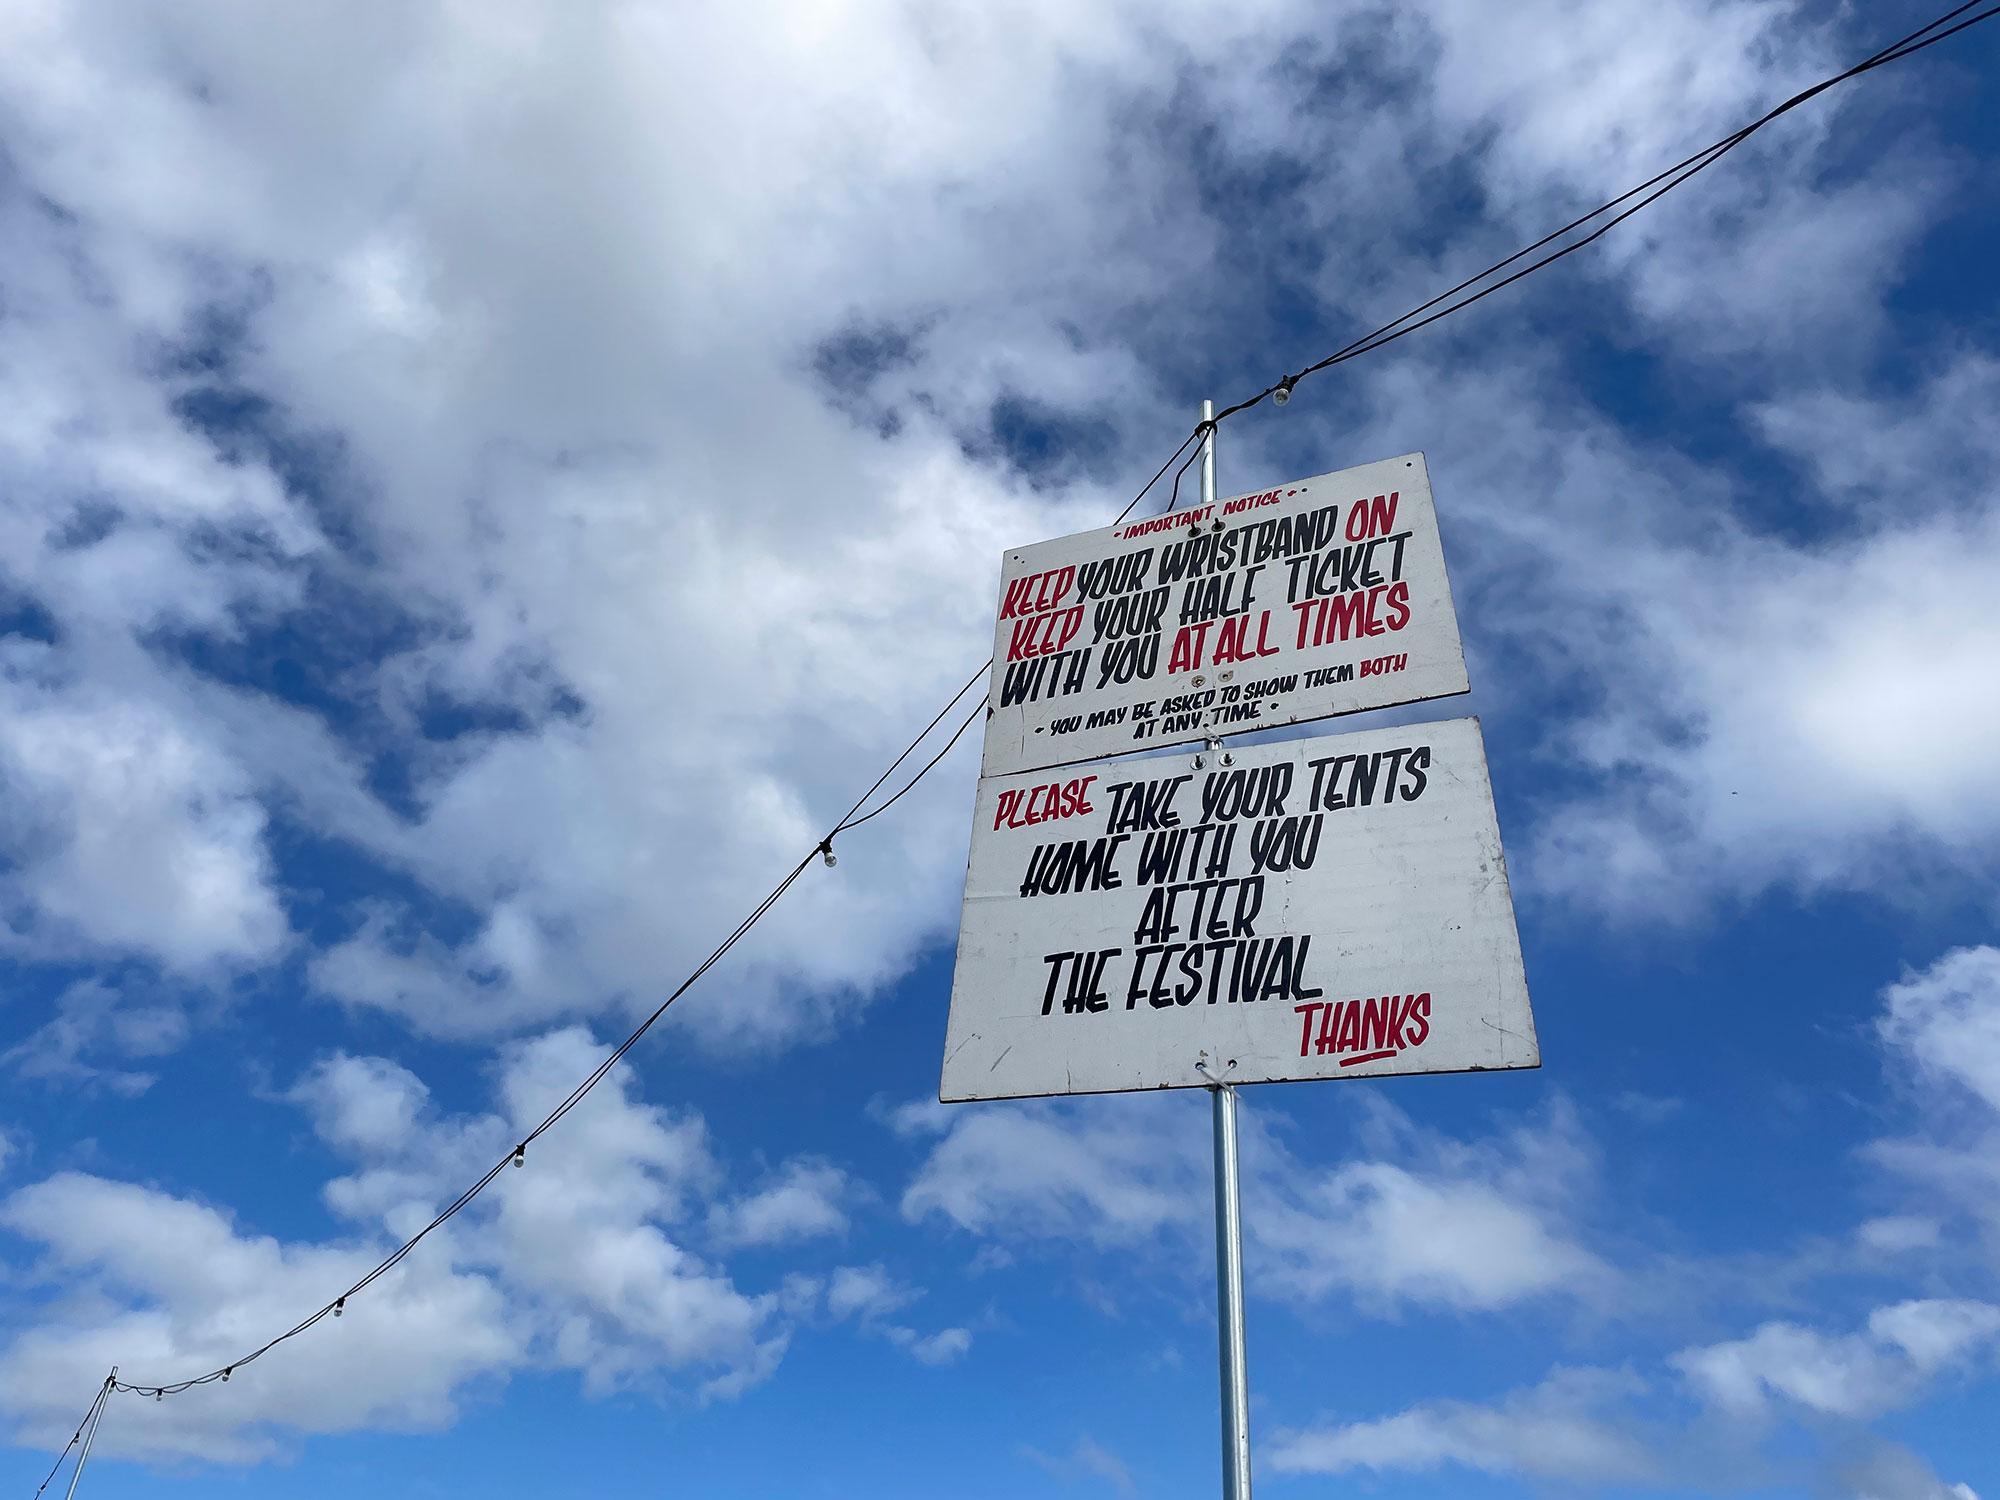 • IMPORTANT NOTICE •
KEEP YOUR WRISTBAND ON
KEEP YOUR HALF TICKET
WITH YOU AT ALL TIMES
• YOU MAY BE ASKED TO SHOW THEM BOTH
AT ANY TIME •
PLEASE TAKE YOUR TENTS
HOME WITH YOU
AFTER
THE FESTIVAL
THANKS